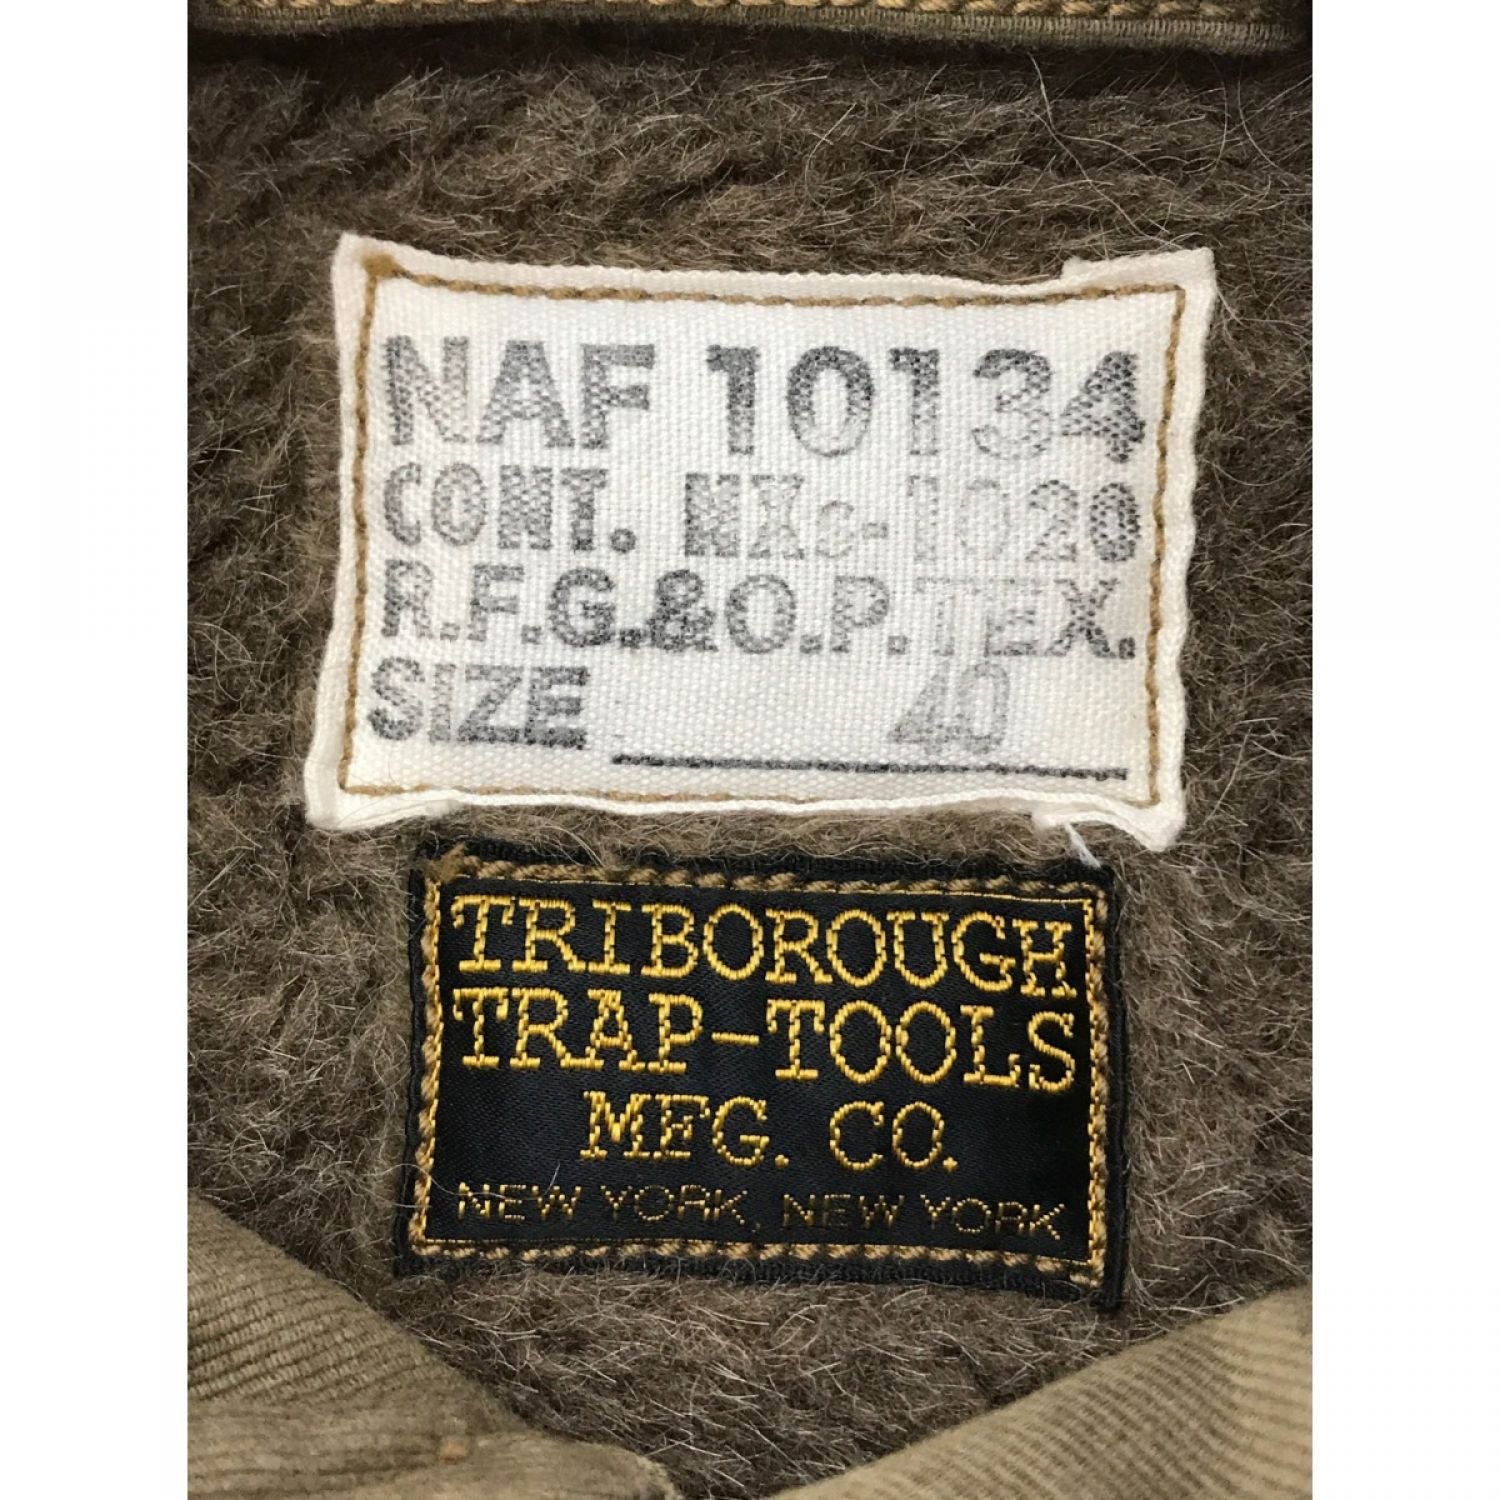 NAF 10134
CONT. NXs-1020
R.F.G.&O.P.TEX.
SIZE 40
TRIBOROUGH
TRAP-TOOLS
MFG. CO.
NEW YORK, NEW YORK